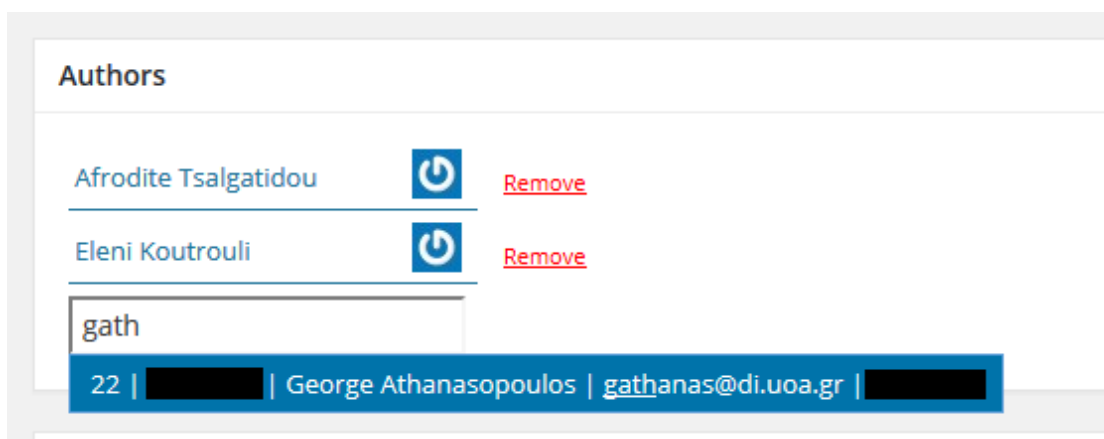 Authors
Afrodite Tsalgatidou Remove
Eleni Koutrouli Remove
gath
22 | | George Athanasopoulos | gathanas@di.uoa.gr |